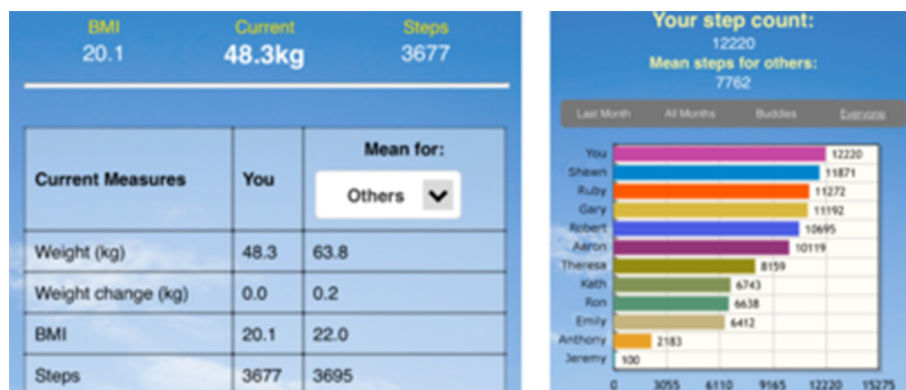 BMI Current Steps
20.1 48.3kg 3677
Current Measures You Mean for:
Others
Weight (kg) 48.3 63.8
Weight change (kg) 0.0 0.2
BMI 20.1 22.0
Steps 3677 3695
Your step count:
12220
Mean steps for others:
7762
Last Month All Months Buddies Everyone
You 12220
Shawn 11871
Ruby 11272
Gary 11192
Robert 10695
Aaron 10119
Theresa 8159
Kath 6743
Ron 6638
Emily 6412
Anthony 2183
Jeremy 100
0 3055 6110 9165 12220 15275